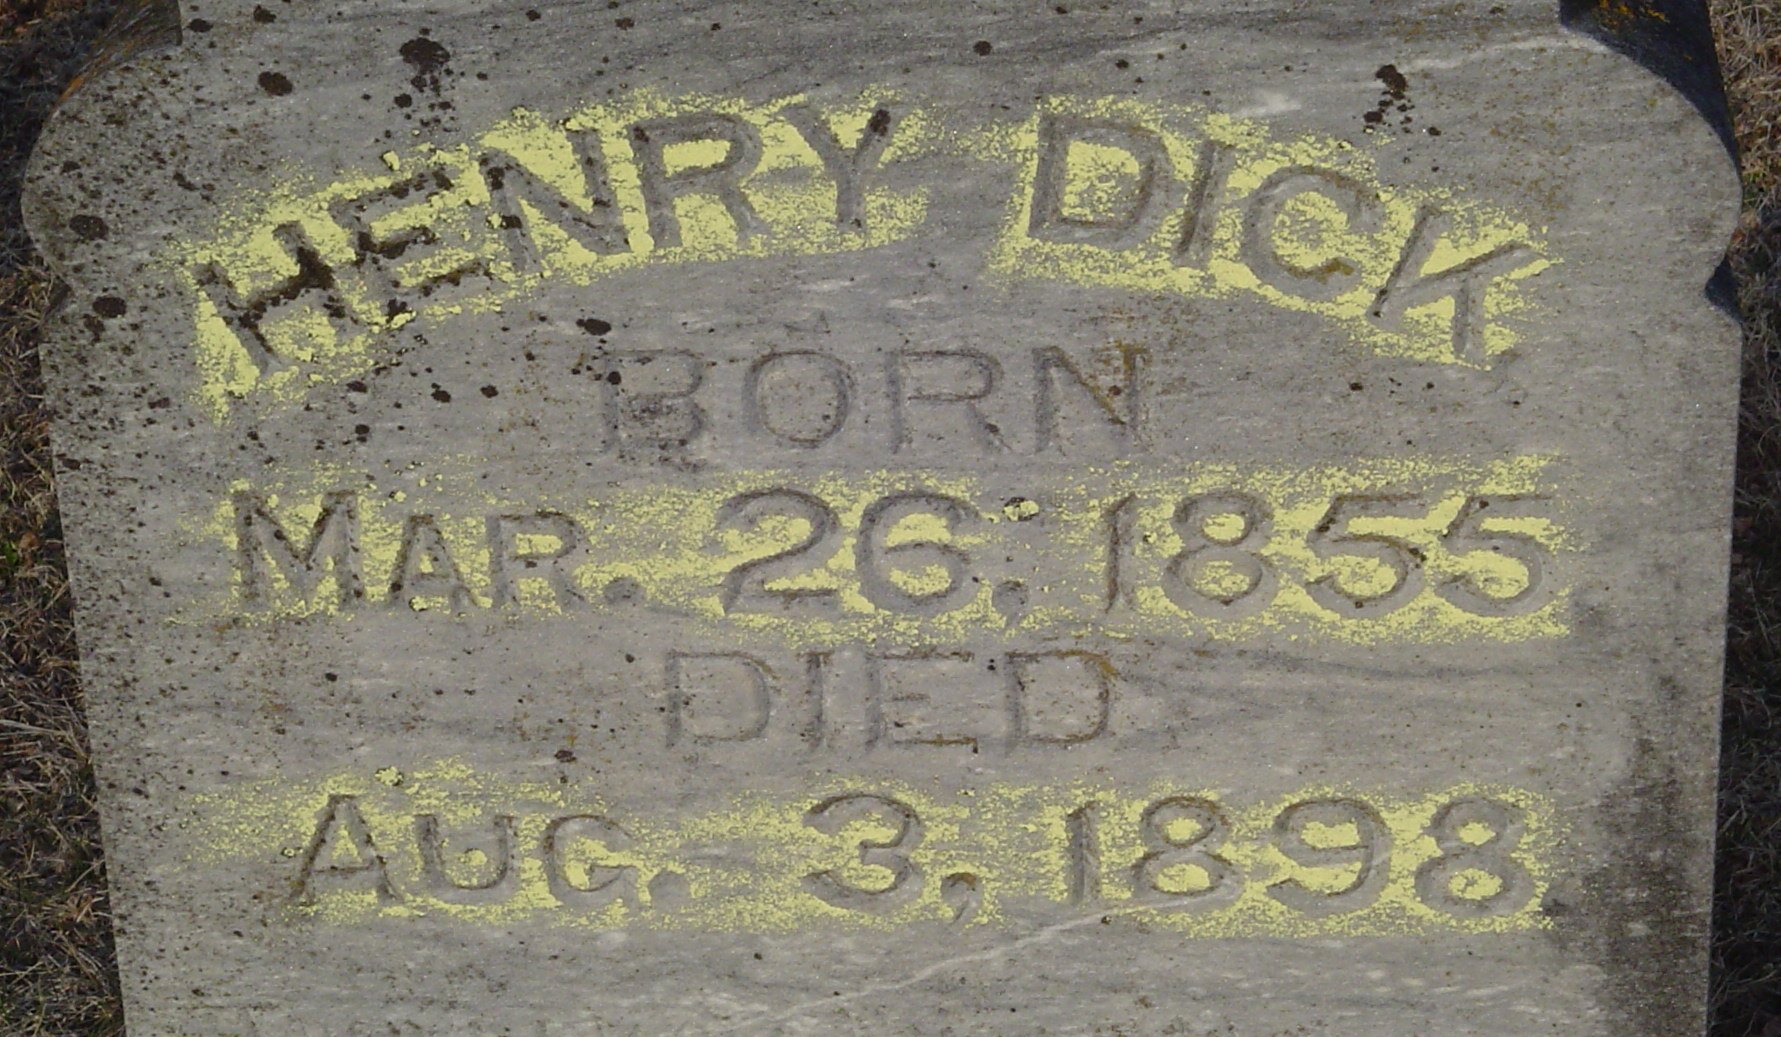 HENRY DICK
BORN
MAR. 26, 1855
DIED
AUG. 3, 1898